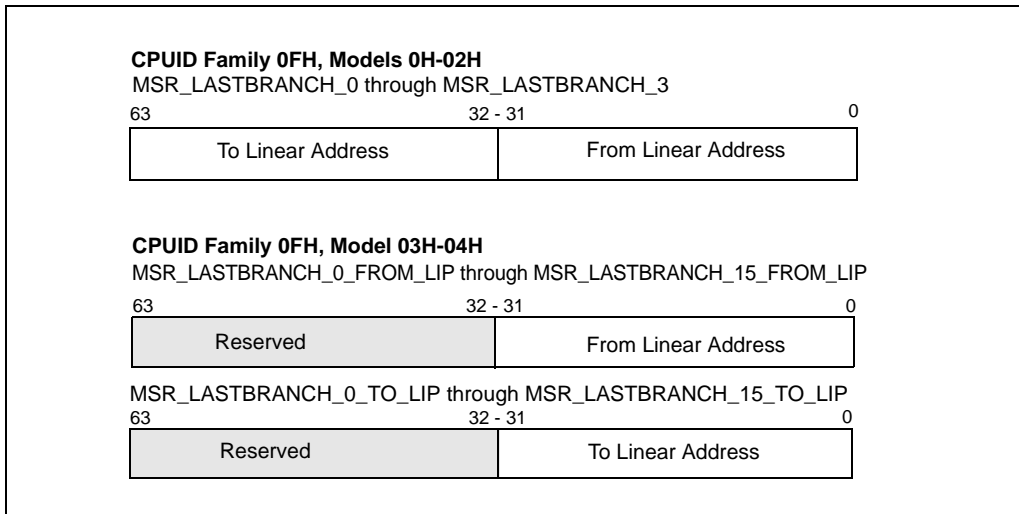 CPUID Family 0FH, Models 0H-02H
MSR_LASTBRANCH_0 through MSR_LASTBRANCH_3
63 32 - 31 0
To Linear Address From Linear Address
CPUID Family 0FH, Model 03H-04H
MSR_LASTBRANCH_0_FROM_LIP through MSR_LASTBRANCH_15_FROM_LIP
63 32 - 31 0
Reserved From Linear Address
MSR_LASTBRANCH_0_TO_LIP through MSR_LASTBRANCH_15_TO_LIP
63 32 - 31 0
Reserved To Linear Address